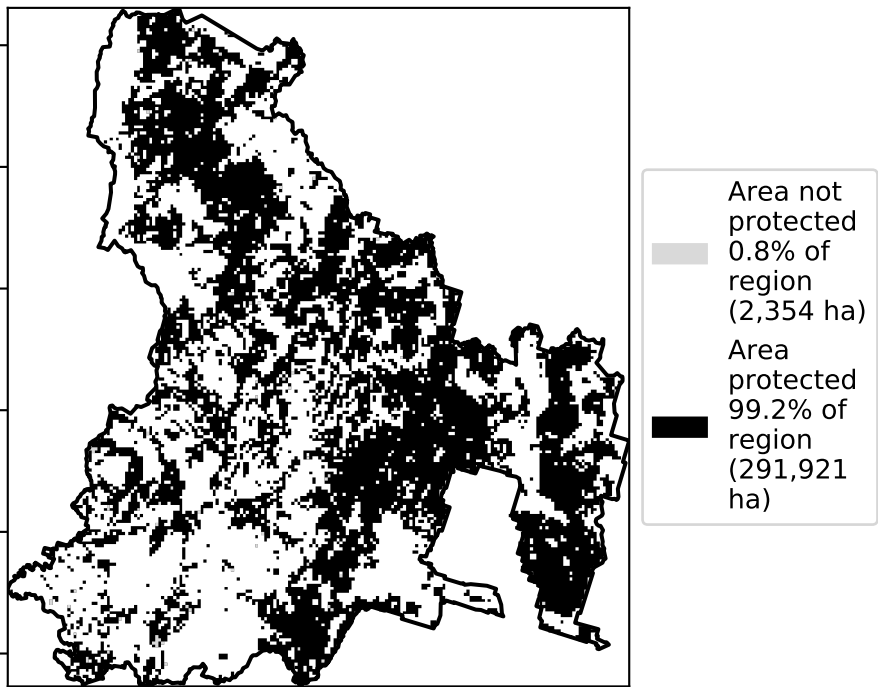 Area not
protected
0.8% of
region
(2,354 ha)
Area
protected
99.2% of
region
(291,921
ha)